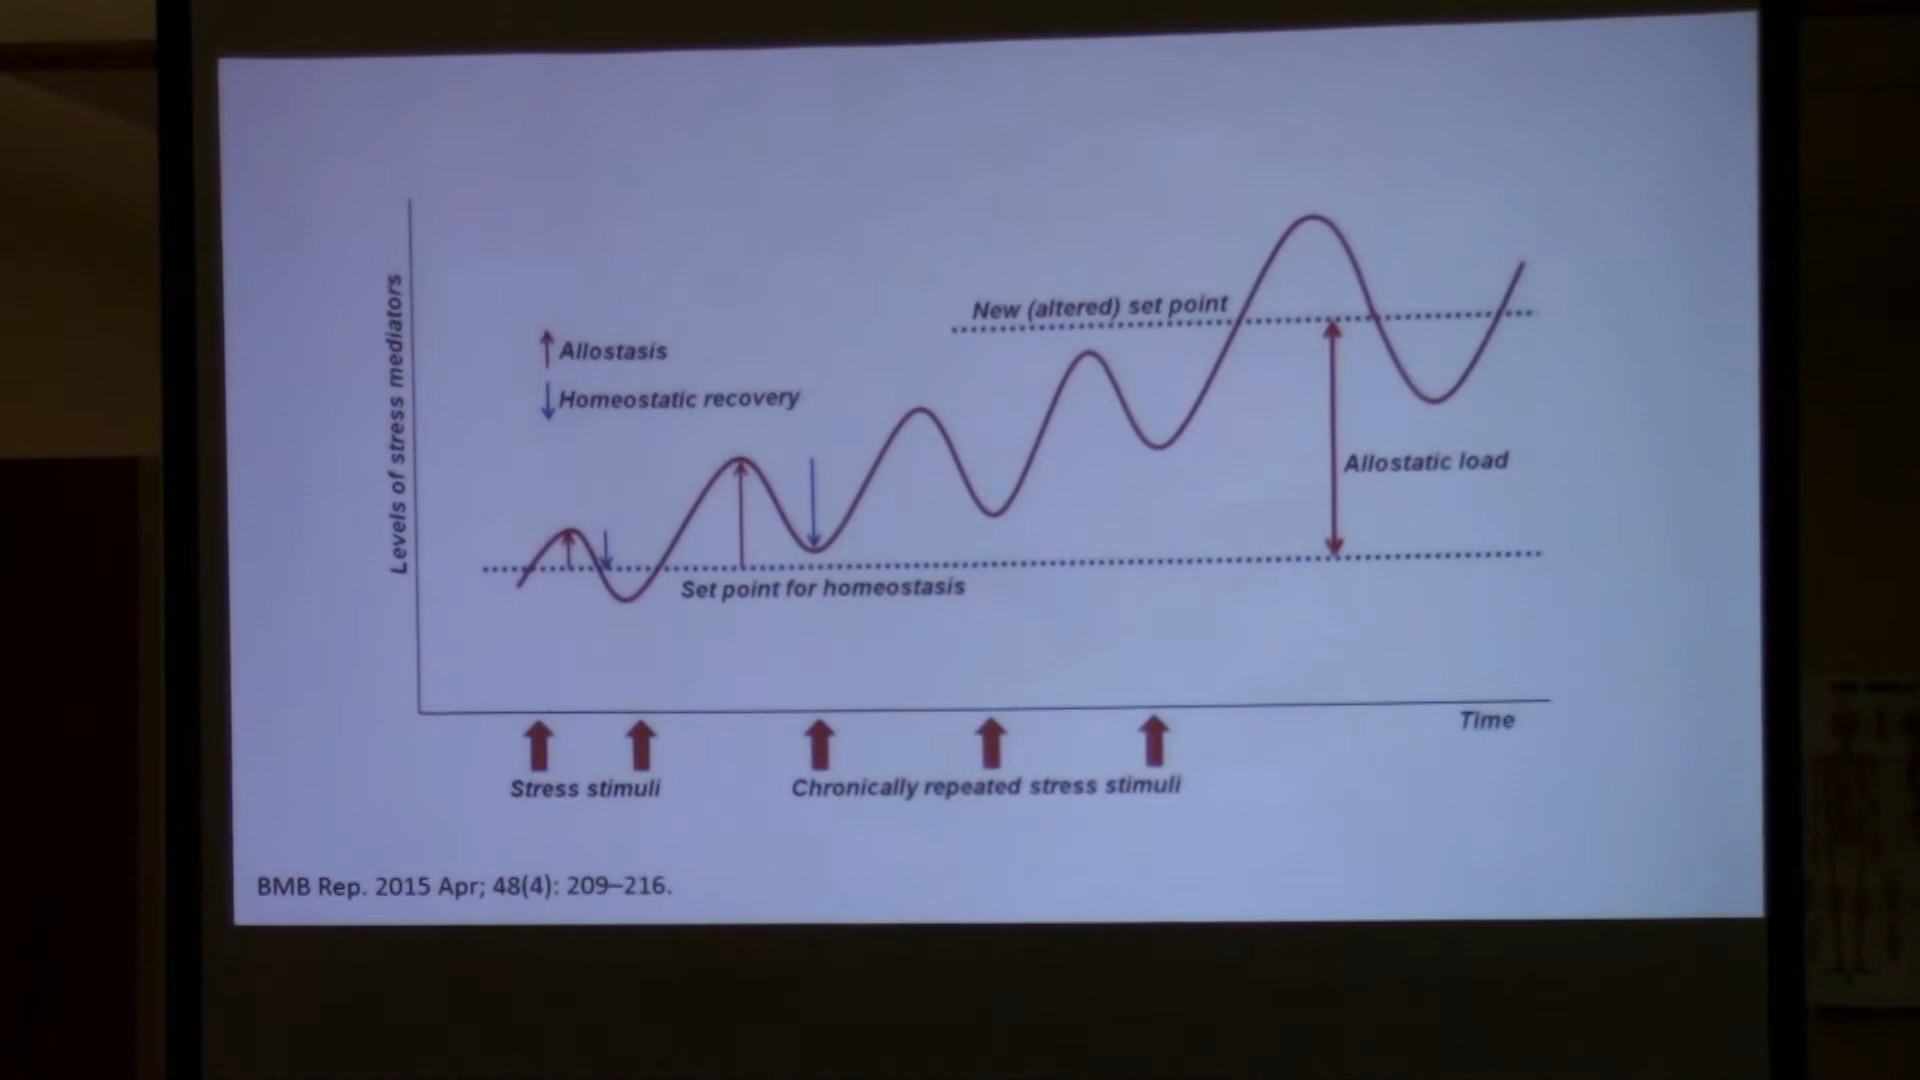 Levels of stress mediators
Allostasis
Homeostatic recovery
New (altered) set point
Allostatic load
Set point for homeostasis
Time
Stress stimuli
Chronically repeated stress stimuli
BMB Rep. 2015 Apr; 48(4): 209–216.